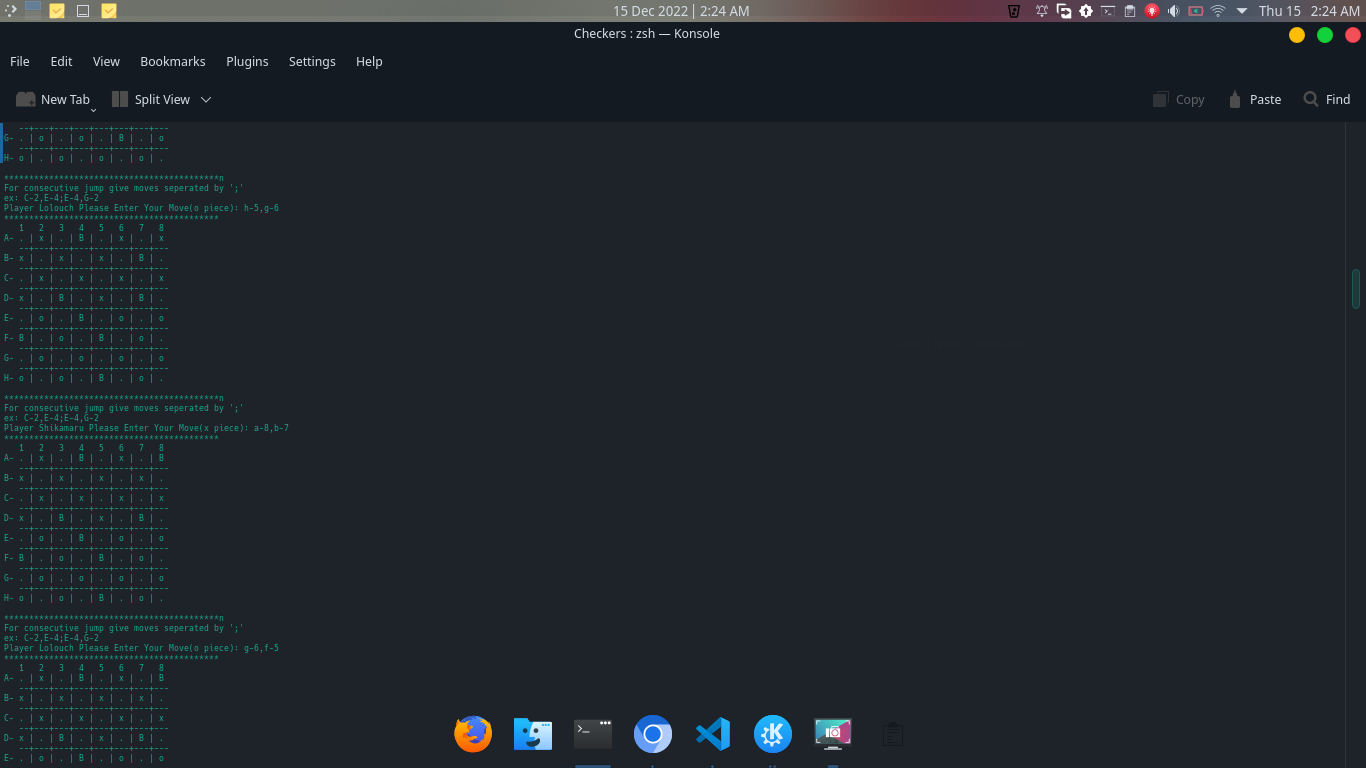 15 Dec 2022 | 2:24 AM
Thu 15 2:24 AM
Checkers : zsh — Konsole
File Edit View Bookmarks Plugins Settings Help
New Tab Split View Copy Paste Find
--+---+---+---+---+---+---+---
G- . | o | . | o | . | B | . | o
--+---+---+---+---+---+---+---
H- o | . | o | . | o | . | o | .
*******************************************n
For consecutive jump give moves seperated by ';'
ex: C-2,E-4;E-4,G-2
Player Lolouch Please Enter Your Move(o piece): h-5,g-6
*******************************************
1 2 3 4 5 6 7 8
A- . | x | . | B | . | x | . | x
--+---+---+---+---+---+---+---
B- x | . | x | . | x | . | B | .
--+---+---+---+---+---+---+---
C- . | x | . | x | . | x | . | x
--+---+---+---+---+---+---+---
D- x | . | B | . | x | . | B | .
--+---+---+---+---+---+---+---
E- . | o | . | B | . | o | . | o
--+---+---+---+---+---+---+---
F- B | . | o | . | B | . | o | .
--+---+---+---+---+---+---+---
G- . | o | . | o | . | o | . | o
--+---+---+---+---+---+---+---
H- o | . | o | . | B | . | o | .
*******************************************n
For consecutive jump give moves seperated by ';'
ex: C-2,E-4;E-4,G-2
Player Shikamaru Please Enter Your Move(x piece): a-8,b-7
*******************************************
1 2 3 4 5 6 7 8
A- . | x | . | B | . | x | . | B
--+---+---+---+---+---+---+---
B- x | . | x | . | x | . | x | .
--+---+---+---+---+---+---+---
C- . | x | . | x | . | x | . | x
--+---+---+---+---+---+---+---
D- x | . | B | . | x | . | B | .
--+---+---+---+---+---+---+---
E- . | o | . | B | . | o | . | o
--+---+---+---+---+---+---+---
F- B | . | o | . | B | . | o | .
--+---+---+---+---+---+---+---
G- . | o | . | o | . | o | . | o
--+---+---+---+---+---+---+---
H- o | . | o | . | B | . | o | .
*******************************************n
For consecutive jump give moves seperated by ';'
ex: C-2,E-4;E-4,G-2
Player Lolouch Please Enter Your Move(o piece): g-6,f-5
*******************************************
1 2 3 4 5 6 7 8
A- . | x | . | B | . | x | . | B
--+---+---+---+---+---+---+---
B- x | . | x | . | x | . | x | .
--+---+---+---+---+---+---+---
C- . | x | . | x | . | x | . | x
--+---+---+---+---+---+---+---
D- x | . | B | . | x | . | B | .
--+---+---+---+---+---+---+---
E- . | o | . | B | . | o | . | o